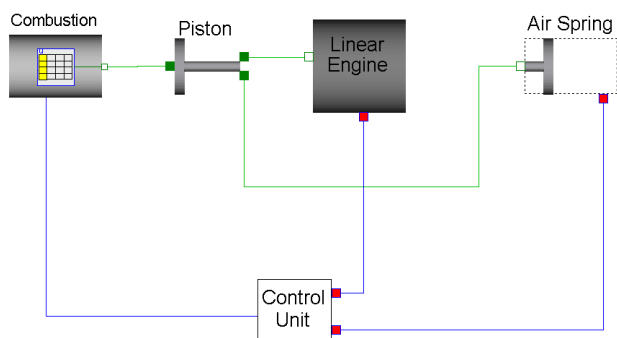 Combustion
Piston
Linear
Engine
Air Spring
Control
Unit